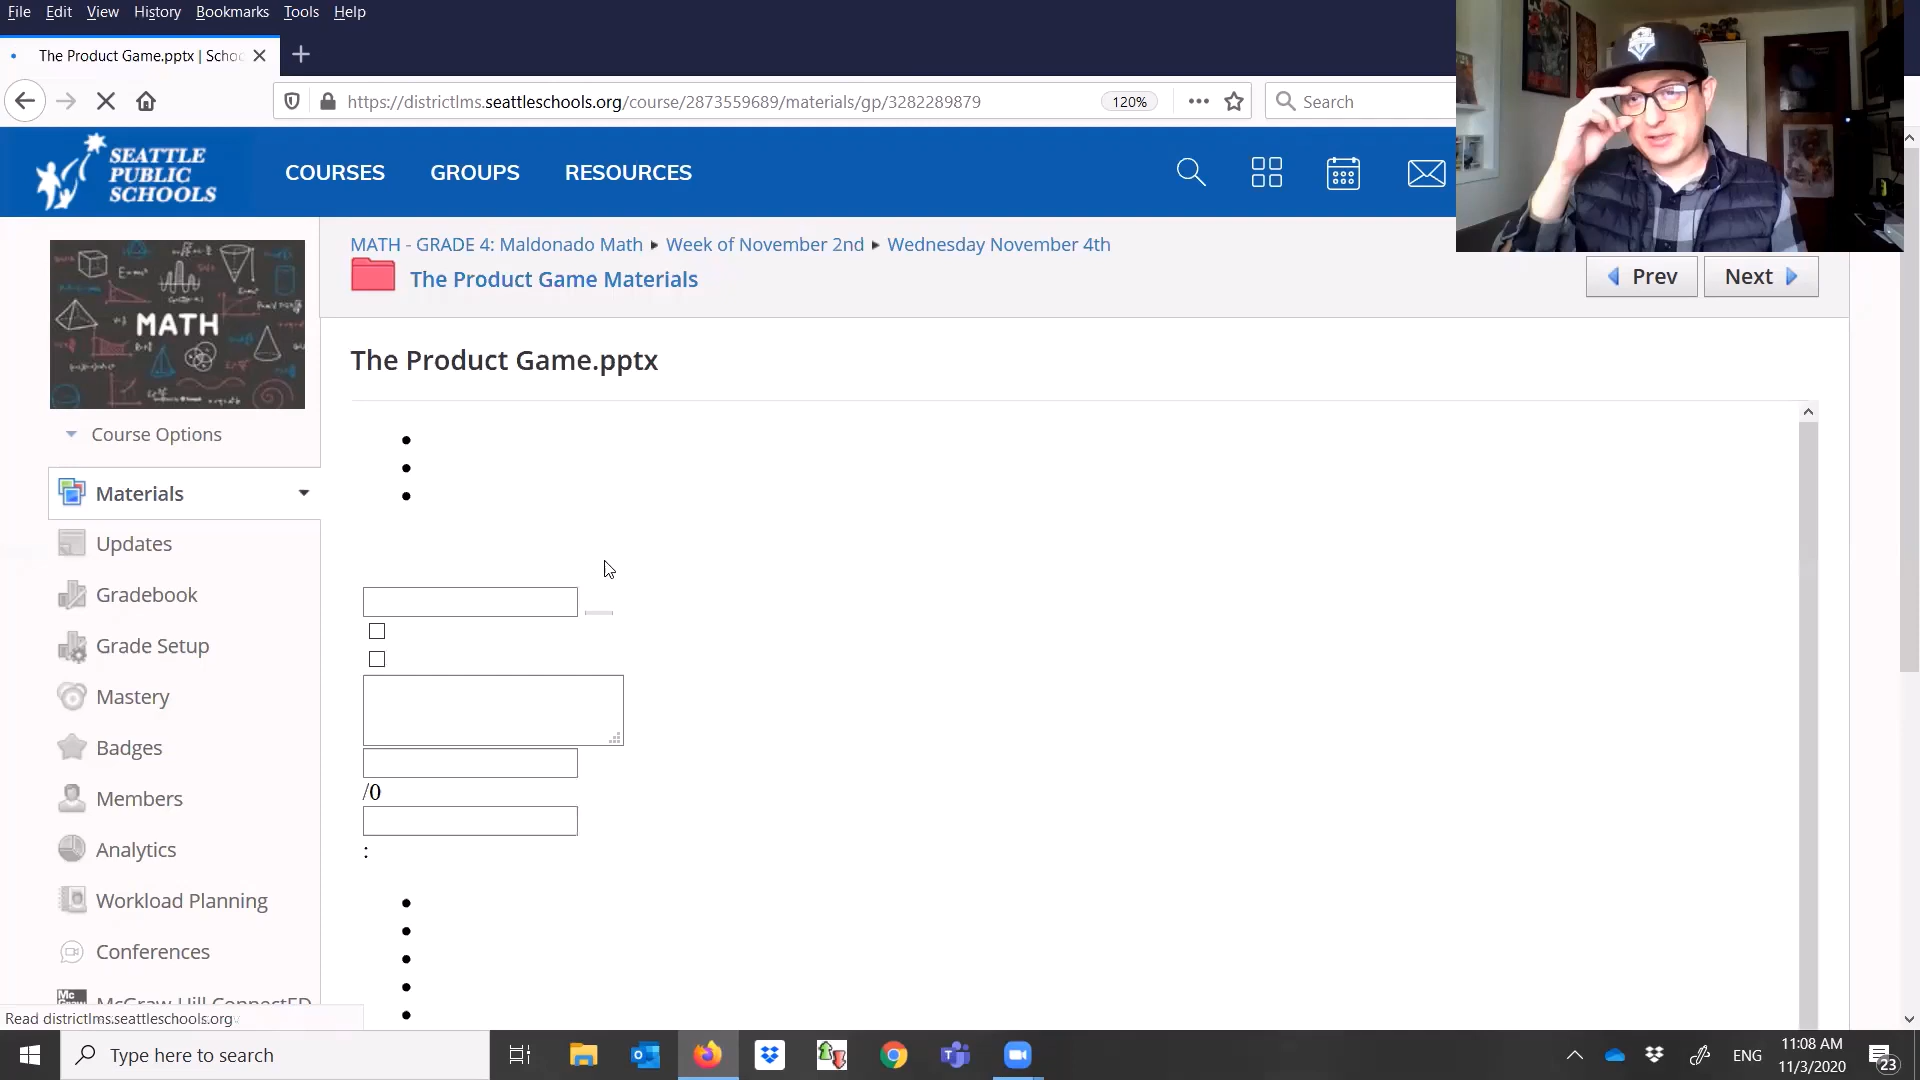 File Edit View History Bookmarks Tools Help
The Product Game.pptx | Schoo
https://districtlms.seattleschools.org/course/2873559689/materials/gp/3282289879
120%
Search
SEATTLE
PUBLIC
SCHOOLS
COURSES GROUPS RESOURCES
MATH - GRADE 4: Maldonado Math ▸ Week of November 2nd ▸ Wednesday November 4th
The Product Game Materials
Prev Next
MATH
The Product Game.pptx
Course Options
Materials
Updates
Gradebook
Grade Setup
Mastery
Badges
Members
Analytics
Workload Planning
Conferences
McGraw-Hill ConnectED
/0
:
Read districtlms.seattleschools.org
Type here to search
ENG
11:08 AM
11/3/2020
23